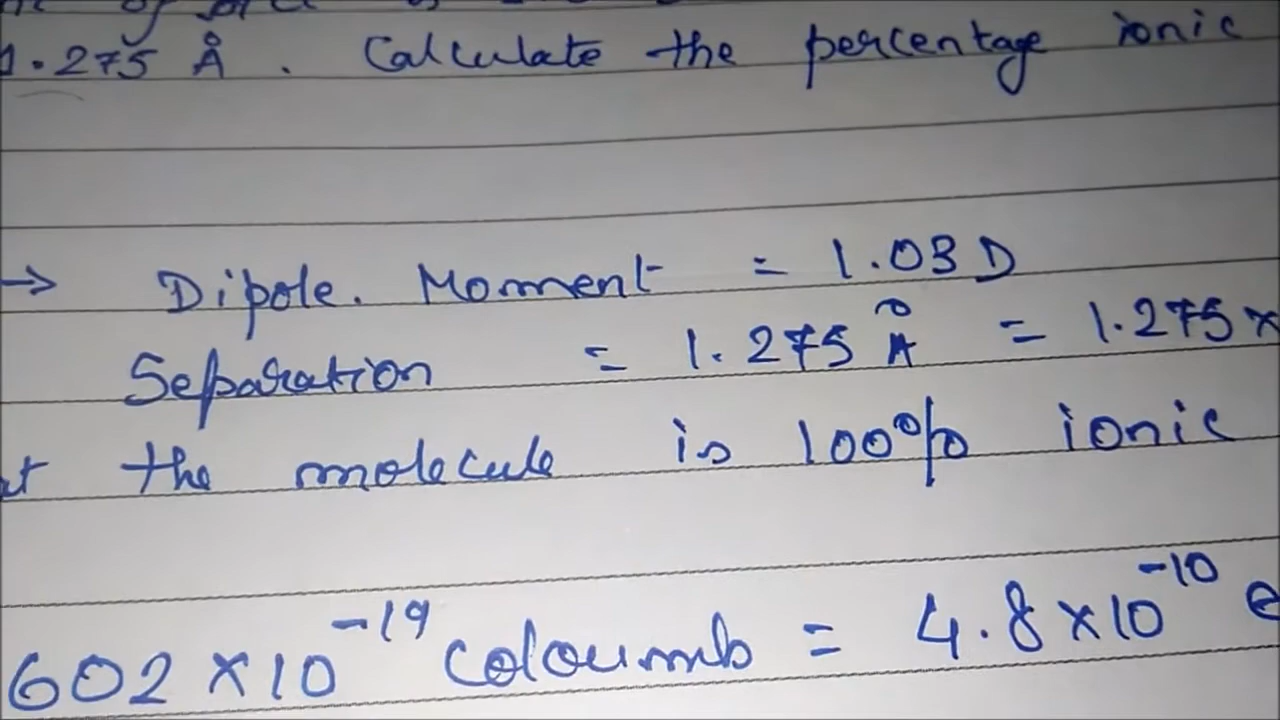 1.275 Å. Calculate the percentage ionic
→ Dipole. Moment = 1.03 D
Separation = 1.275 Å = 1.275 x
the molecule is 100% ionic
602 x 10^-19 Coloumb = 4.8 x 10^-10 e